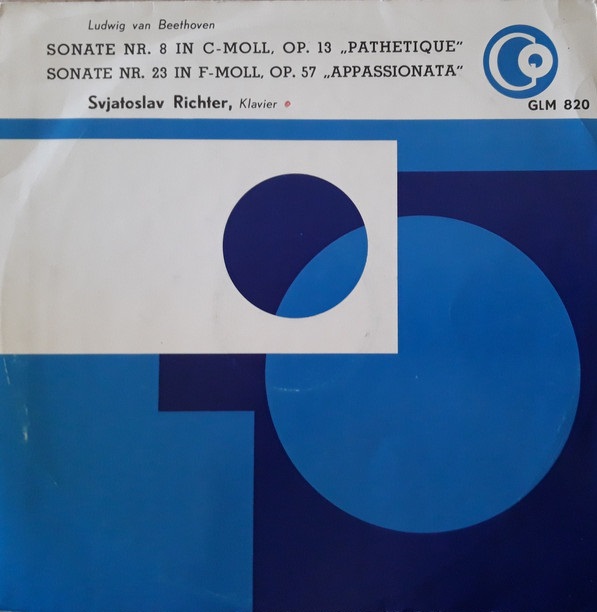 Ludwig van Beethoven
SONATE NR. 8 IN C-MOLL, OP. 13 „PATHETIQUE“
SONATE NR. 23 IN F-MOLL, OP. 57 „APPASSIONATA“
Svjatoslav Richter, Klavier
GLM 820